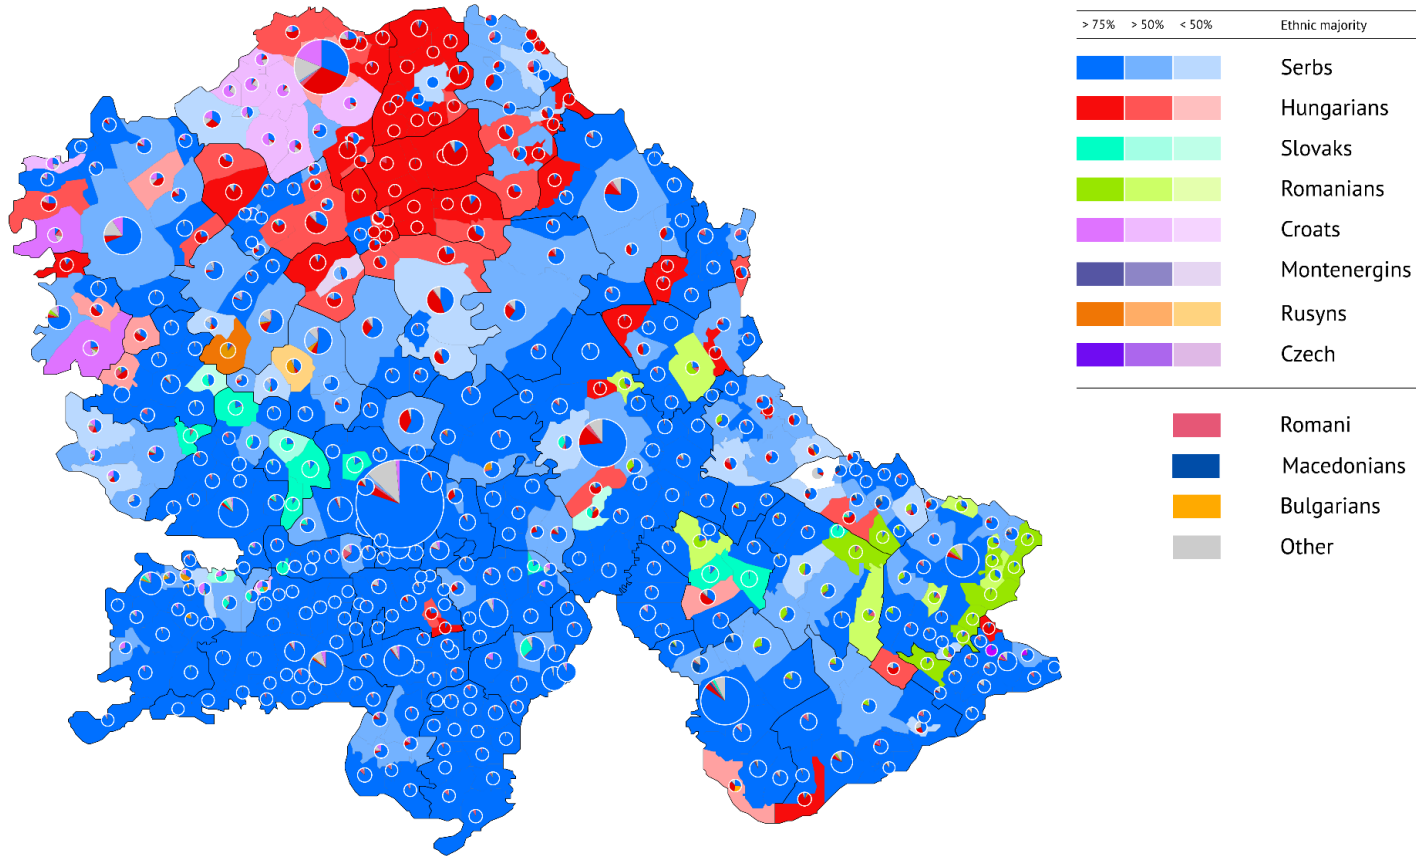 > 75% > 50% < 50% Ethnic majority
Serbs
Hungarians
Slovaks
Romanians
Croats
Montenergins
Rusyns
Czech
Romani
Macedonians
Bulgarians
Other